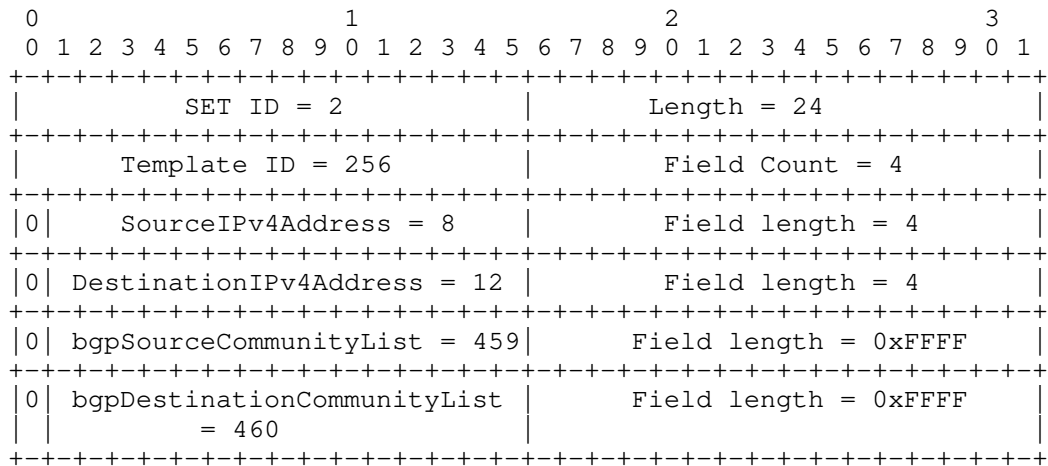 0                   1                   2                   3
 0 1 2 3 4 5 6 7 8 9 0 1 2 3 4 5 6 7 8 9 0 1 2 3 4 5 6 7 8 9 0 1
+-+-+-+-+-+-+-+-+-+-+-+-+-+-+-+-+-+-+-+-+-+-+-+-+-+-+-+-+-+-+-+-+
|          SET ID = 2           |       Length = 24             |
+-+-+-+-+-+-+-+-+-+-+-+-+-+-+-+-+-+-+-+-+-+-+-+-+-+-+-+-+-+-+-+-+
|      Template ID = 256        |        Field Count = 4        |
+-+-+-+-+-+-+-+-+-+-+-+-+-+-+-+-+-+-+-+-+-+-+-+-+-+-+-+-+-+-+-+-+
|0|    SourceIPv4Address = 8    |        Field length = 4       |
+-+-+-+-+-+-+-+-+-+-+-+-+-+-+-+-+-+-+-+-+-+-+-+-+-+-+-+-+-+-+-+-+
|0| DestinationIPv4Address = 12 |        Field length = 4       |
+-+-+-+-+-+-+-+-+-+-+-+-+-+-+-+-+-+-+-+-+-+-+-+-+-+-+-+-+-+-+-+-+
|0| bgpSourceCommunityList = 459|      Field length = 0xFFFF    |
+-+-+-+-+-+-+-+-+-+-+-+-+-+-+-+-+-+-+-+-+-+-+-+-+-+-+-+-+-+-+-+-+
|0| bgpDestinationCommunityList |      Field length = 0xFFFF    |
| |         = 460               |                               |
+-+-+-+-+-+-+-+-+-+-+-+-+-+-+-+-+-+-+-+-+-+-+-+-+-+-+-+-+-+-+-+-+